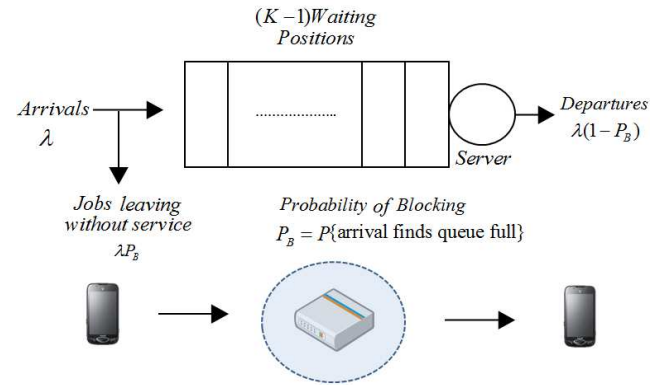 (K −1)Waiting
Positions
....................
Arrivals
λ
Departures
λ(1− P_B)
Server
Jobs leaving
without service
λP_B
Probability of Blocking
P_B = P{arrival finds queue full}